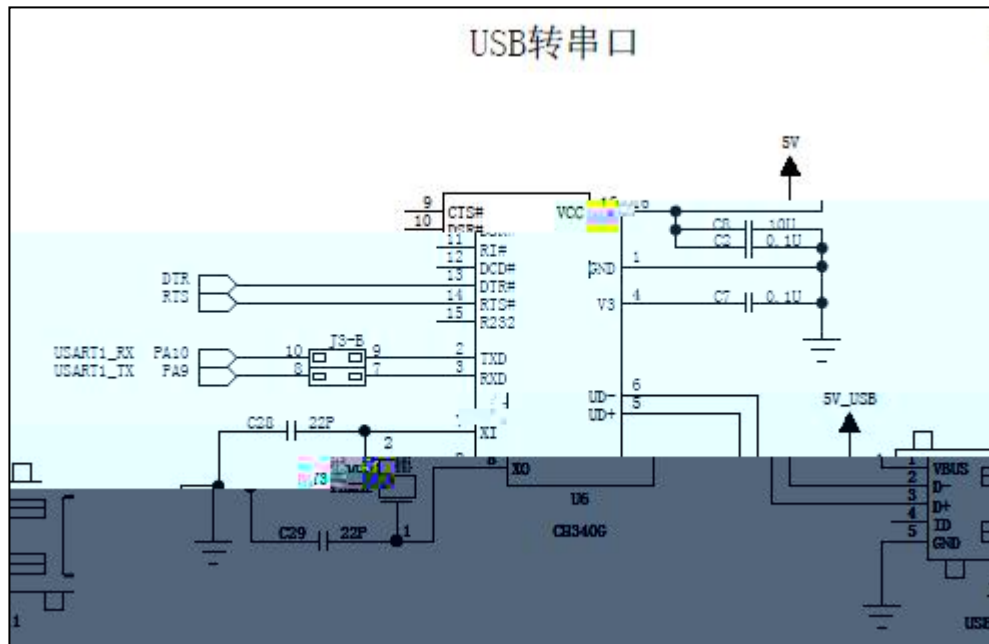 USB转串口
5V
9 CTS# VCC
10
C8 10U
11 C2 0.1U
12 RI#
13 DCD# GND 1
DTR DTR#
RTS 14 RTS# V3 4 C7 0.1U
15 R232
J3-B
USART1_RX PA10 10 9 2 TXD
USART1_TX PA9 8 7 3 RXD
UD- 6
UD+ 5 5V_USB
C28 22P XI
2
8 XO 1 VBUS
2 D-
U6 3 D+
C29 22P 1 CH340G 4 ID
5 GND
1 USB